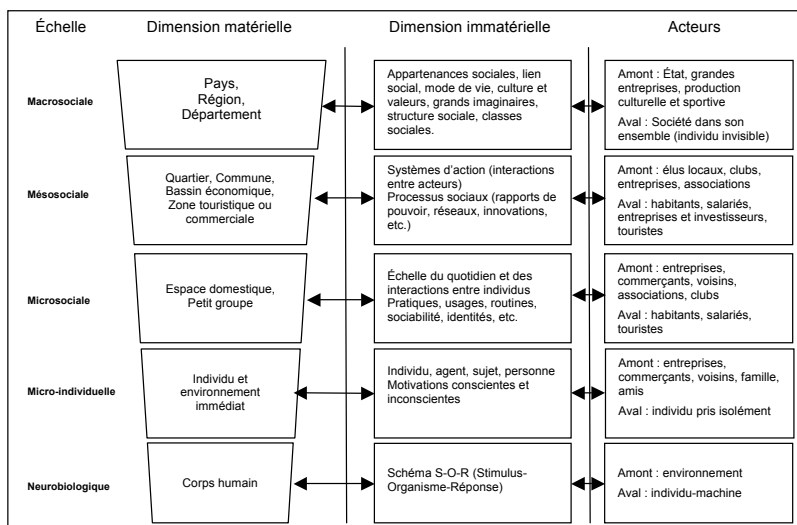 Échelle
Dimension matérielle
Dimension immatérielle
Acteurs
Macrosociale
Pays,
Région,
Département
Appartenances sociales, lien
social, mode de vie, culture et
valeurs, grands imaginaires,
structure sociale, classes
sociales.
Amont : État, grandes
entreprises, production
culturelle et sportive
Aval : Société dans son
ensemble (individu invisible)
Mésosociale
Quartier, Commune,
Bassin économique,
Zone touristique ou
commerciale
Systèmes d'action (interactions
entre acteurs)
Processus sociaux (rapports de
pouvoir, réseaux, innovations,
etc.)
Amont : élus locaux, clubs,
entreprises, associations
Aval : habitants, salariés,
entreprises et investisseurs,
touristes
Microsociale
Espace domestique,
Petit groupe
Échelle du quotidien et des
interactions entre individus
Pratiques, usages, routines,
sociabilité, identités, etc.
Amont : entreprises,
commerçants, voisins,
associations, clubs
Aval : habitants, salariés,
touristes
Micro-individuelle
Individu et
environnement
immédiat
Individu, agent, sujet, personne
Motivations conscientes et
inconscientes
Amont : entreprises,
commerçants, voisins, famille,
amis
Aval : individu pris isolément
Neurobiologique
Corps humain
Schéma S-O-R (Stimulus-
Organisme-Réponse)
Amont : environnement
Aval : individu-machine